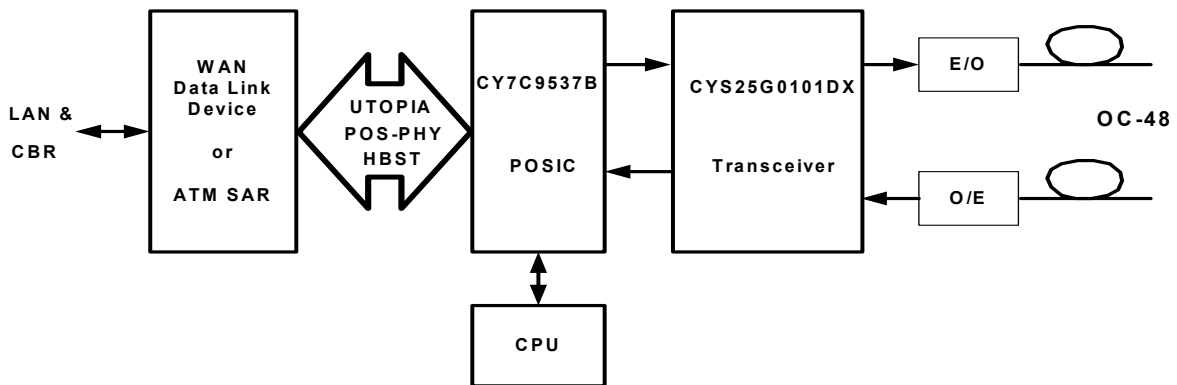 LAN &
CBR
WAN
Data Link
Device
or
ATM SAR
UTOPIA
POS-PHY
HBST
CY7C9537B
POSIC
CPU
CYS25G0101DX
Transceiver
E/O
O/E
OC-48